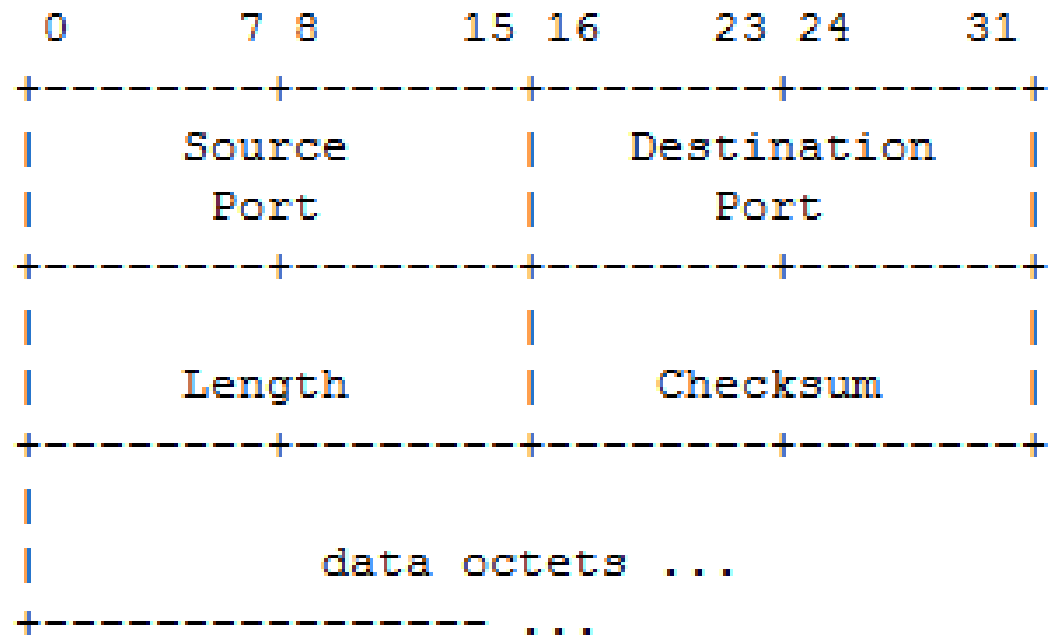 0      7 8     15 16    23 24    31
+--------+--------+--------+--------+
|     Source      |   Destination   |
|      Port       |      Port       |
+--------+--------+--------+--------+
|                 |                 |
|     Length      |    Checksum     |
+--------+--------+--------+--------+
|
|          data octets ...
+---------------- ...